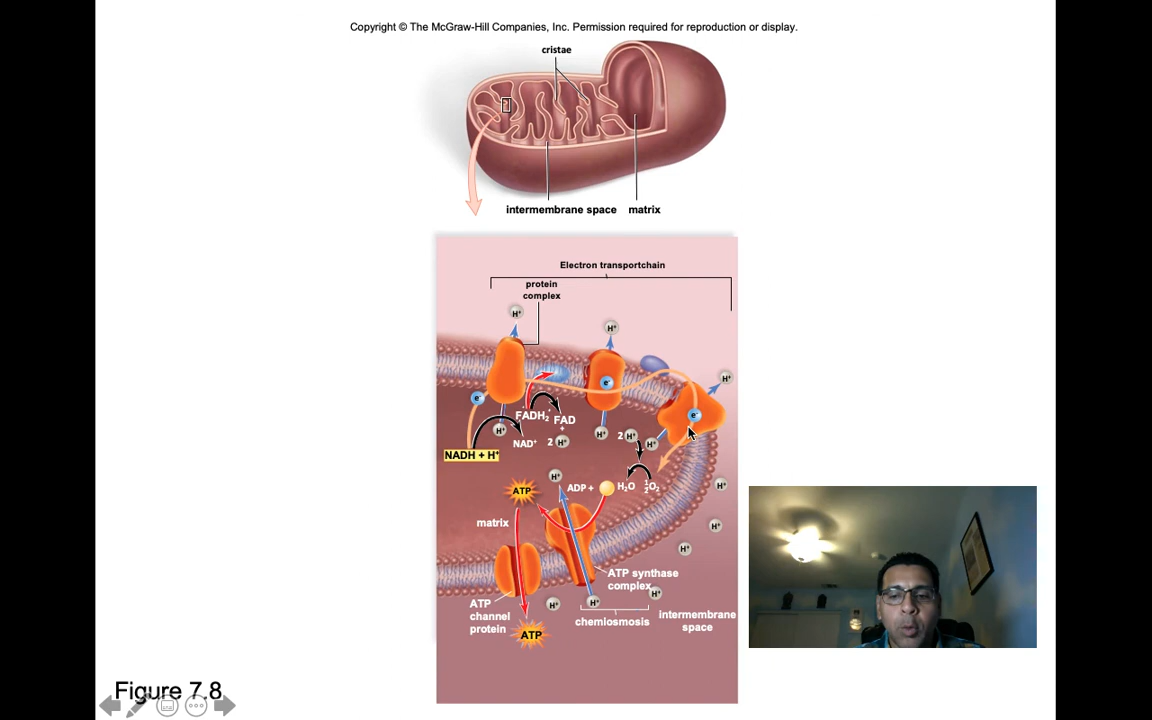 Copyright © The McGraw-Hill Companies, Inc. Permission required for reproduction or display.
cristae
intermembrane space
matrix
Electron transportchain
protein
complex
H⁺
H⁺
H⁺
e⁻
e⁻
e⁻
FADH₂
FAD
+
2 H⁺
H⁺
NAD⁺
NADH + H⁺
H⁺
2 H⁺
H⁺
H₂O
½O₂
H⁺
ATP
ADP +
H⁺
matrix
H⁺
H⁺
ATP synthase
complex
H⁺
H⁺
H⁺
ATP
channel
protein
chemiosmosis
intermembrane
space
ATP
Figure 7.8